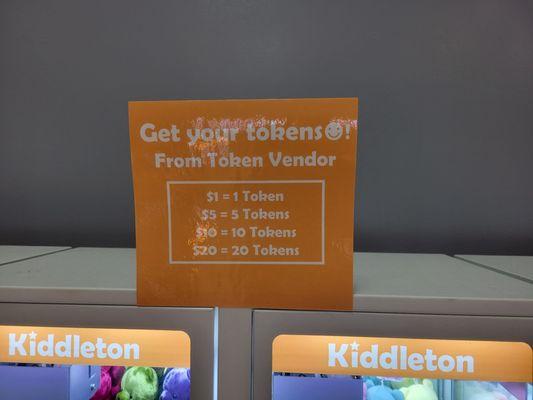 Get your tokens☻!
From Token Vendor
$1 = 1 Token
$5 = 5 Tokens
$10 = 10 Tokens
$20 = 20 Tokens
Kiddleton
Kiddleton